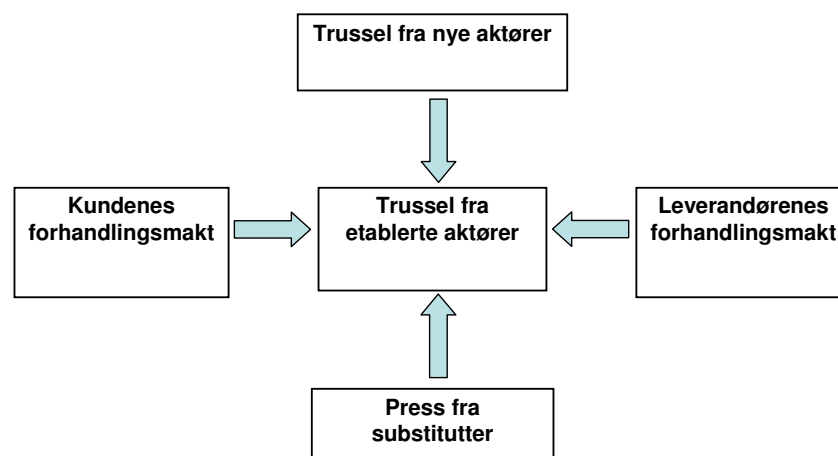 Trussel fra nye aktører
Kundenes
forhandlingsmakt
Trussel fra
etablerte aktører
Leverandørenes
forhandlingsmakt
Press fra
substitutter